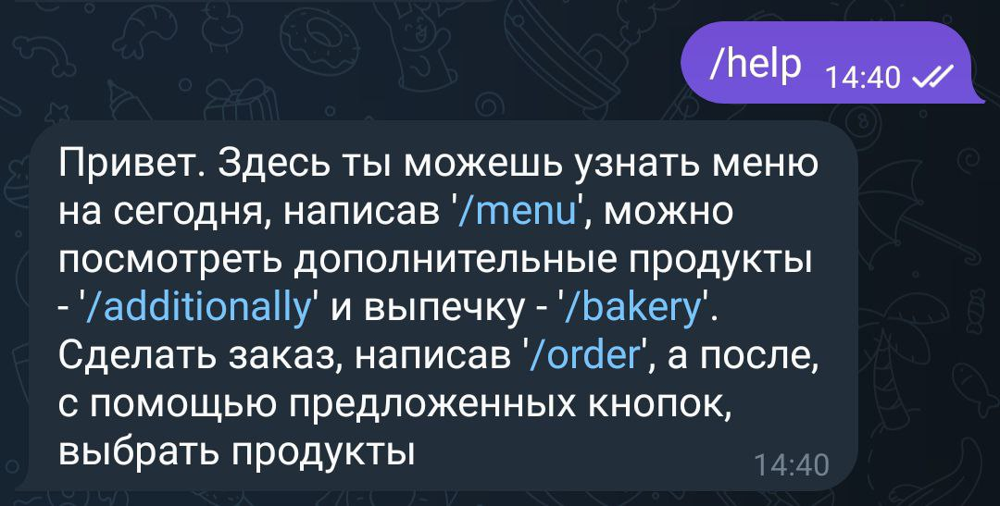 /help 14:40
Привет. Здесь ты можешь узнать меню
на сегодня, написав '/menu', можно
посмотреть дополнительные продукты
- '/additionally' и выпечку - '/bakery'.
Сделать заказ, написав '/order', а после,
с помощью предложенных кнопок,
выбрать продукты
14:40